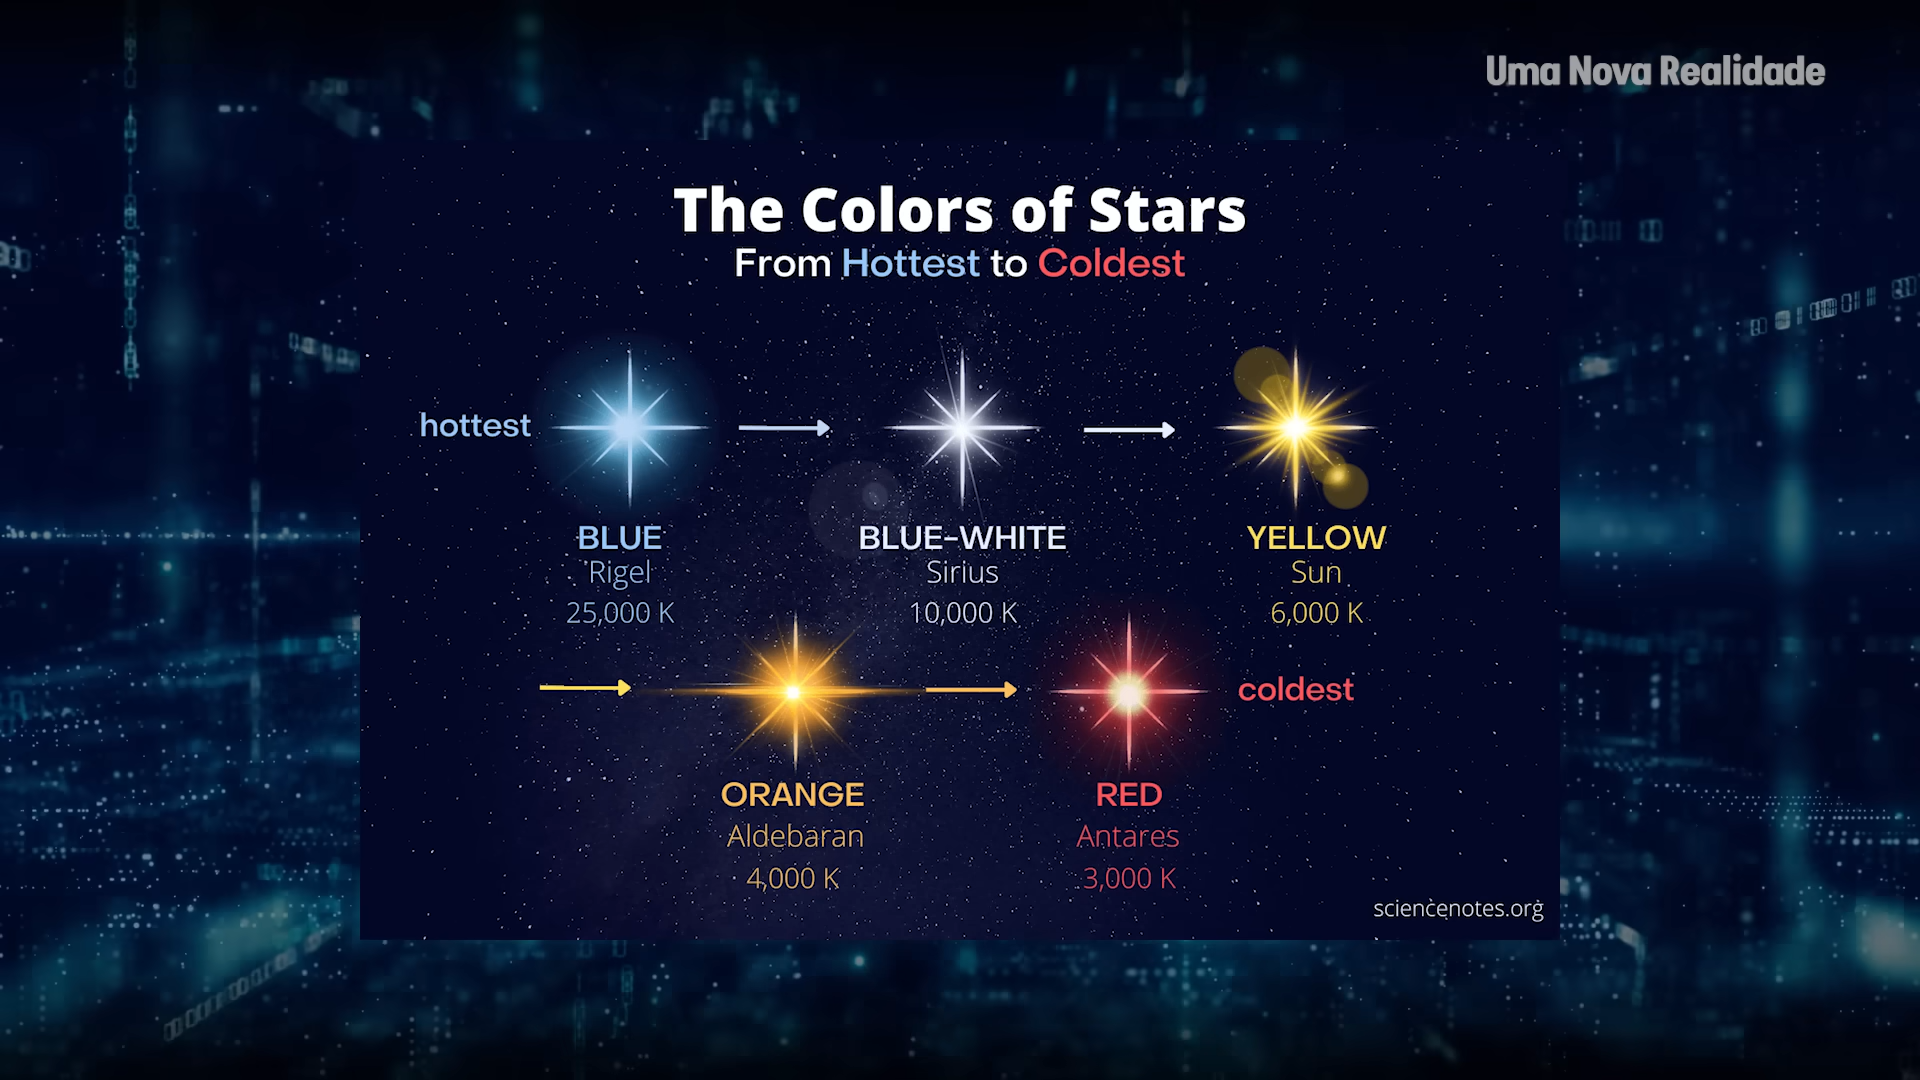 Uma Nova Realidade
The Colors of Stars
From Hottest to Coldest
hottest
BLUE
Rigel
25,000 K
BLUE-WHITE
Sirius
10,000 K
YELLOW
Sun
6,000 K
ORANGE
Aldebaran
4,000 K
RED
Antares
3,000 K
coldest
sciencenotes.org